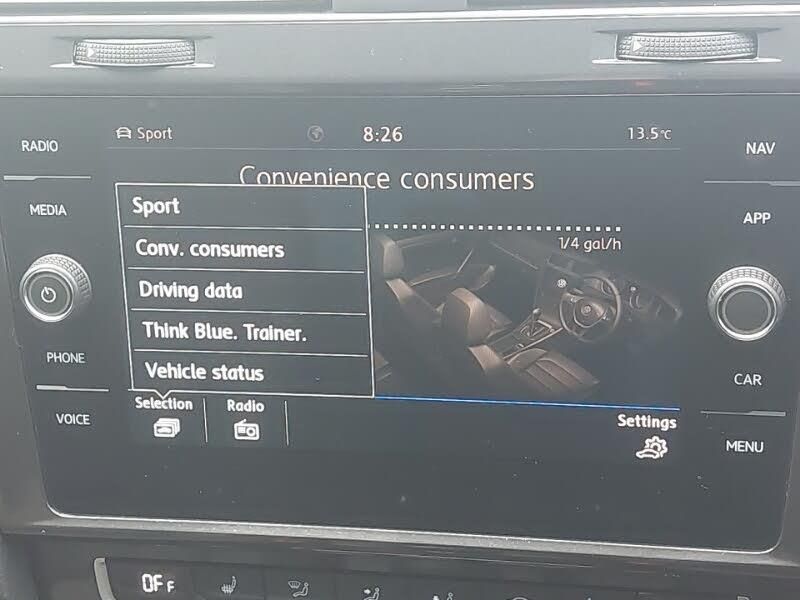 RADIO
MEDIA
PHONE
VOICE
Sport
8:26
13.5°C
Convenience consumers
1/4 gal/h
Sport
Conv. consumers
Driving data
Think Blue. Trainer.
Vehicle status
Selection
Radio
Settings
NAV
APP
CAR
MENU
OFF